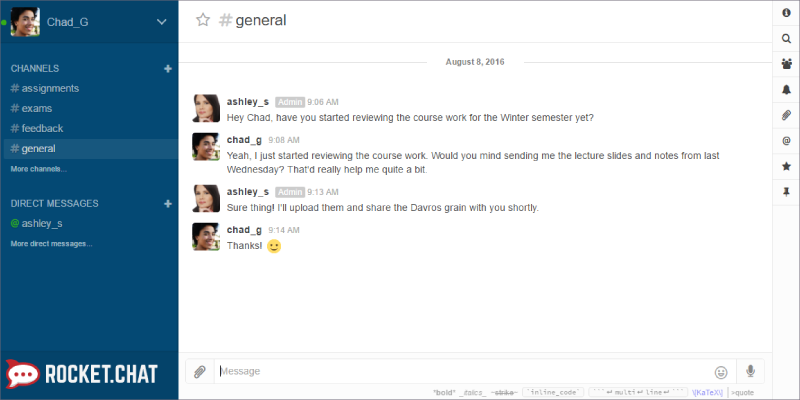 Chad_G
CHANNELS +
# assignments
# exams
# feedback
# general
More channels...
DIRECT MESSAGES +
@ ashley_s
More direct messages...
ROCKET.CHAT
# general
August 8, 2016
ashley_s Admin 9:06 AM
Hey Chad, have you started reviewing the course work for the Winter semester yet?
chad_g 9:08 AM
Yeah, I just started reviewing the course work. Would you mind sending me the lecture slides and notes from last
Wednesday? That'd really help me quite a bit.
ashley_s Admin 9:13 AM
Sure thing! I'll upload them and share the Davros grain with you shortly.
chad_g 9:14 AM
Thanks! 🙂
Message
*bold* _italics_ ~strike~ `inline_code` ```↵multi↵line↵``` \[KaTeX\] >quote
@